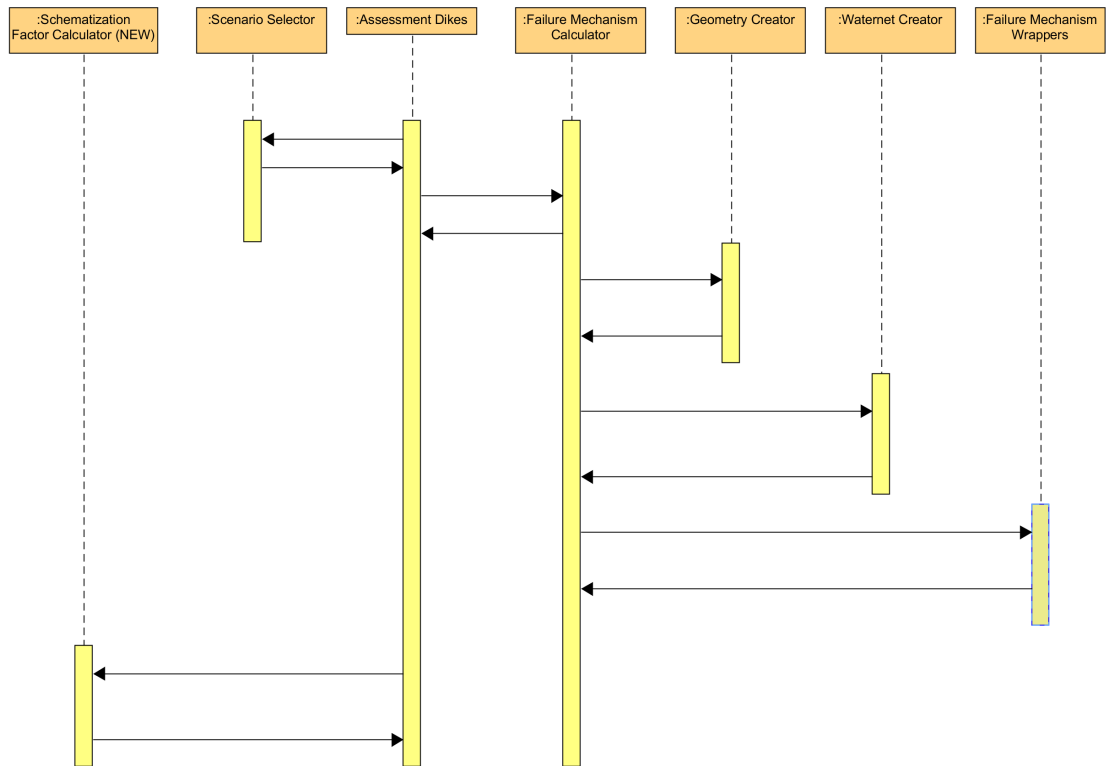 :Schematization
Factor Calculator (NEW)
:Scenario Selector
:Assessment Dikes
:Failure Mechanism
Calculator
:Geometry Creator
:Waternet Creator
:Failure Mechanism
Wrappers